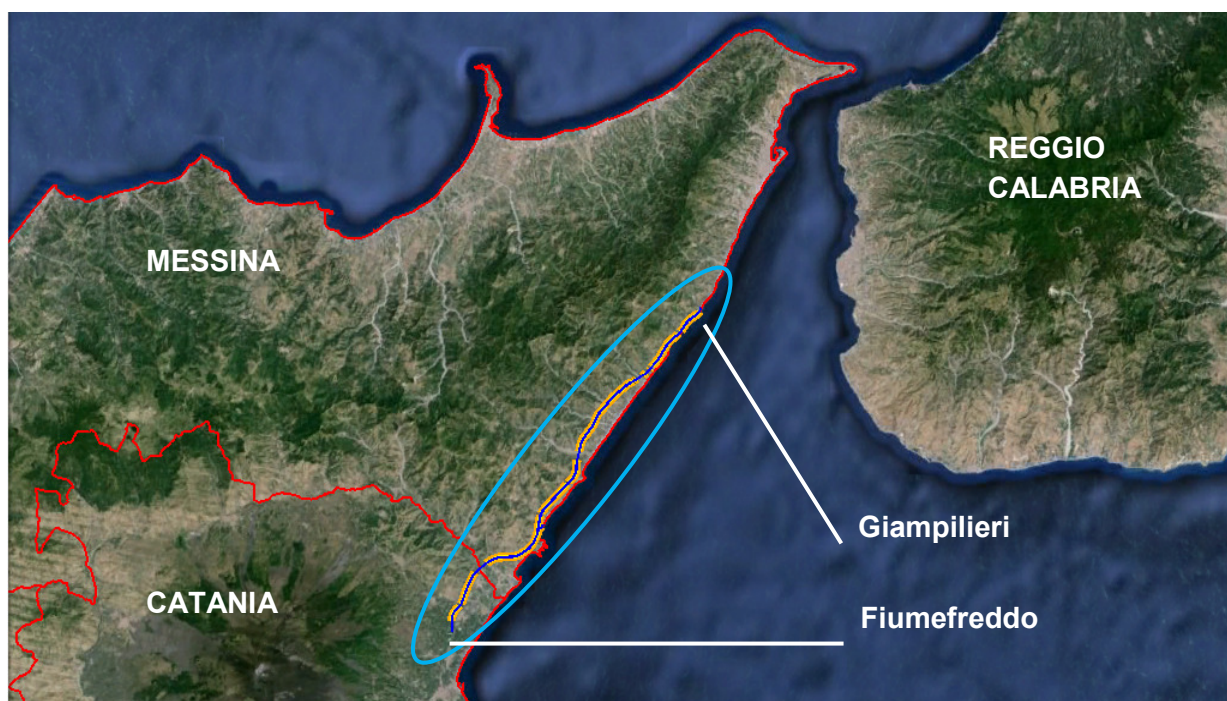 REGGIO
CALABRIA
MESSINA
Giampilieri
CATANIA
Fiumefreddo